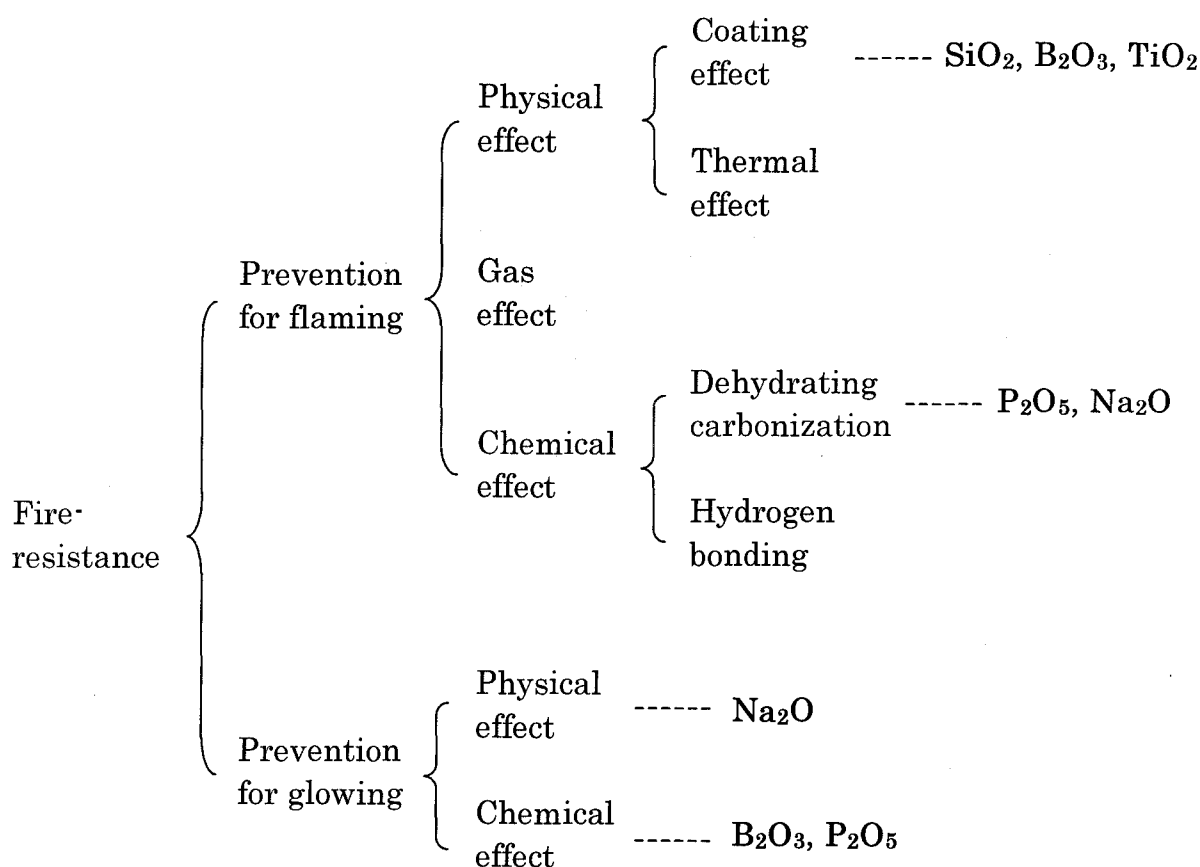 Coating
effect ------ SiO₂, B₂O₃, TiO₂
Physical
effect
Thermal
effect
Prevention
for flaming
Gas
effect
Dehydrating
carbonization ------ P₂O₅, Na₂O
Chemical
effect
Hydrogen
bonding
Fire-
resistance
Physical
effect ------ Na₂O
Prevention
for glowing
Chemical
effect ------ B₂O₃, P₂O₅